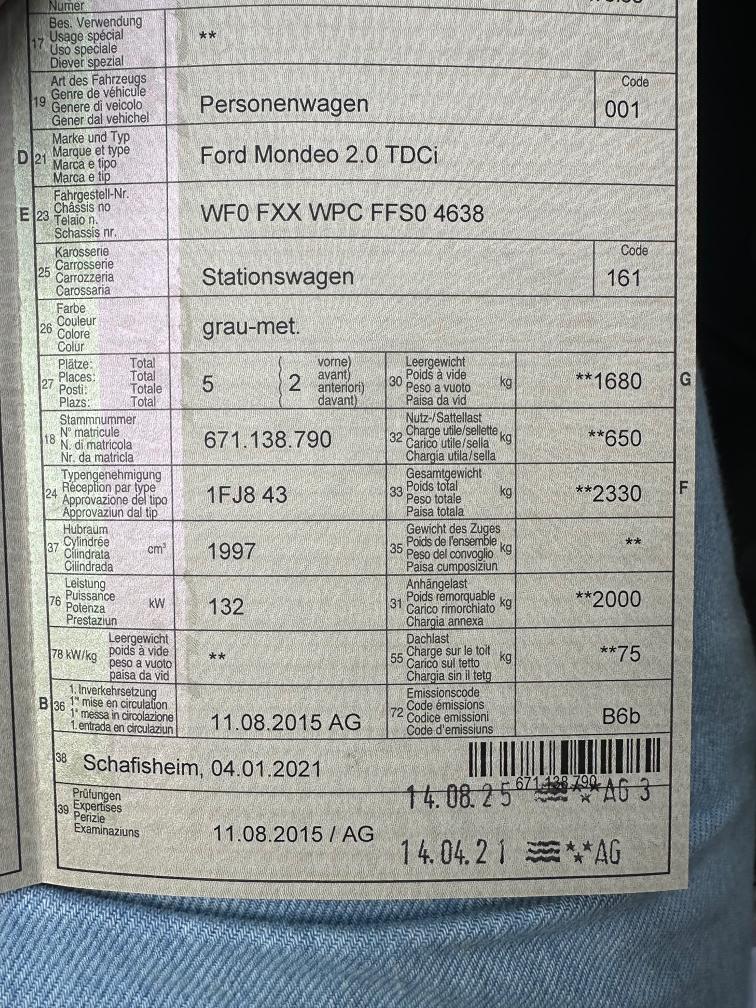 Numer
17 Bes. Verwendung
Usage spécial
Uso speciale
Diever spezial
**
19 Art des Fahrzeugs
Genre de véhicule
Genere di veicolo
Gener dal vehichel
Personenwagen
Code
001
D 21 Marke und Typ
Marque et type
Marca e tipo
Marca e tip
Ford Mondeo 2.0 TDCi
E 23 Fahrgestell-Nr.
Châssis no
Telaio n.
Schassis nr.
WF0 FXX WPC FFS0 4638
25 Karosserie
Carrosserie
Carrozzeria
Carossaria
Stationswagen
Code
161
26 Farbe
Couleur
Colore
Colur
grau-met.
27 Plätze: Total
Places: Total
Posti: Totale
Plazs: Total
5
( 2 vorne)
avant)
anteriori)
davant)
30 Leergewicht
Poids à vide
Peso a vuoto
Paisa da vid
kg
**1680
G
18 Stammnummer
N° matricule
N. di matricola
Nr. da matricla
671.138.790
32 Nutz-/Sattellast
Charge utile/sellette
Carico utile/sella
Chargia utila/sella
kg
**650
24 Typengenehmigung
Réception par type
Approvazione del tipo
Approvaziun dal tip
1FJ8 43
33 Gesamtgewicht
Poids total
Peso totale
Paisa totala
kg
**2330
F
37 Hubraum
Cylindrée
Cilindrata
Cilindrada
cm³
1997
35 Gewicht des Zuges
Poids de l'ensemble
Peso del convoglio
Paisa cumposiziun
kg
**
76 Leistung
Puissance
Potenza
Prestaziun
kW
132
31 Anhängelast
Poids remorquable
Carico rimorchiato
Chargia annexa
kg
**2000
78 kW/kg
Leergewicht
poids à vide
peso a vuoto
paisa da vid
**
55 Dachlast
Charge sur le toit
Carico sul tetto
Chargia sin il tetg
kg
**75
B 36 1. Inverkehrsetzung
1re mise en circulation
1a messa in circolazione
1. entrada en circulaziun
11.08.2015 AG
72 Emissionscode
Code émissions
Codice emissioni
Code d'emissiuns
B6b
38 Schafisheim, 04.01.2021
671.138.790
39 Prüfungen
Expertises
Perizie
Examinaziuns
11.08.2015 / AG
14.08.25 AG 3
14.04.21 AG